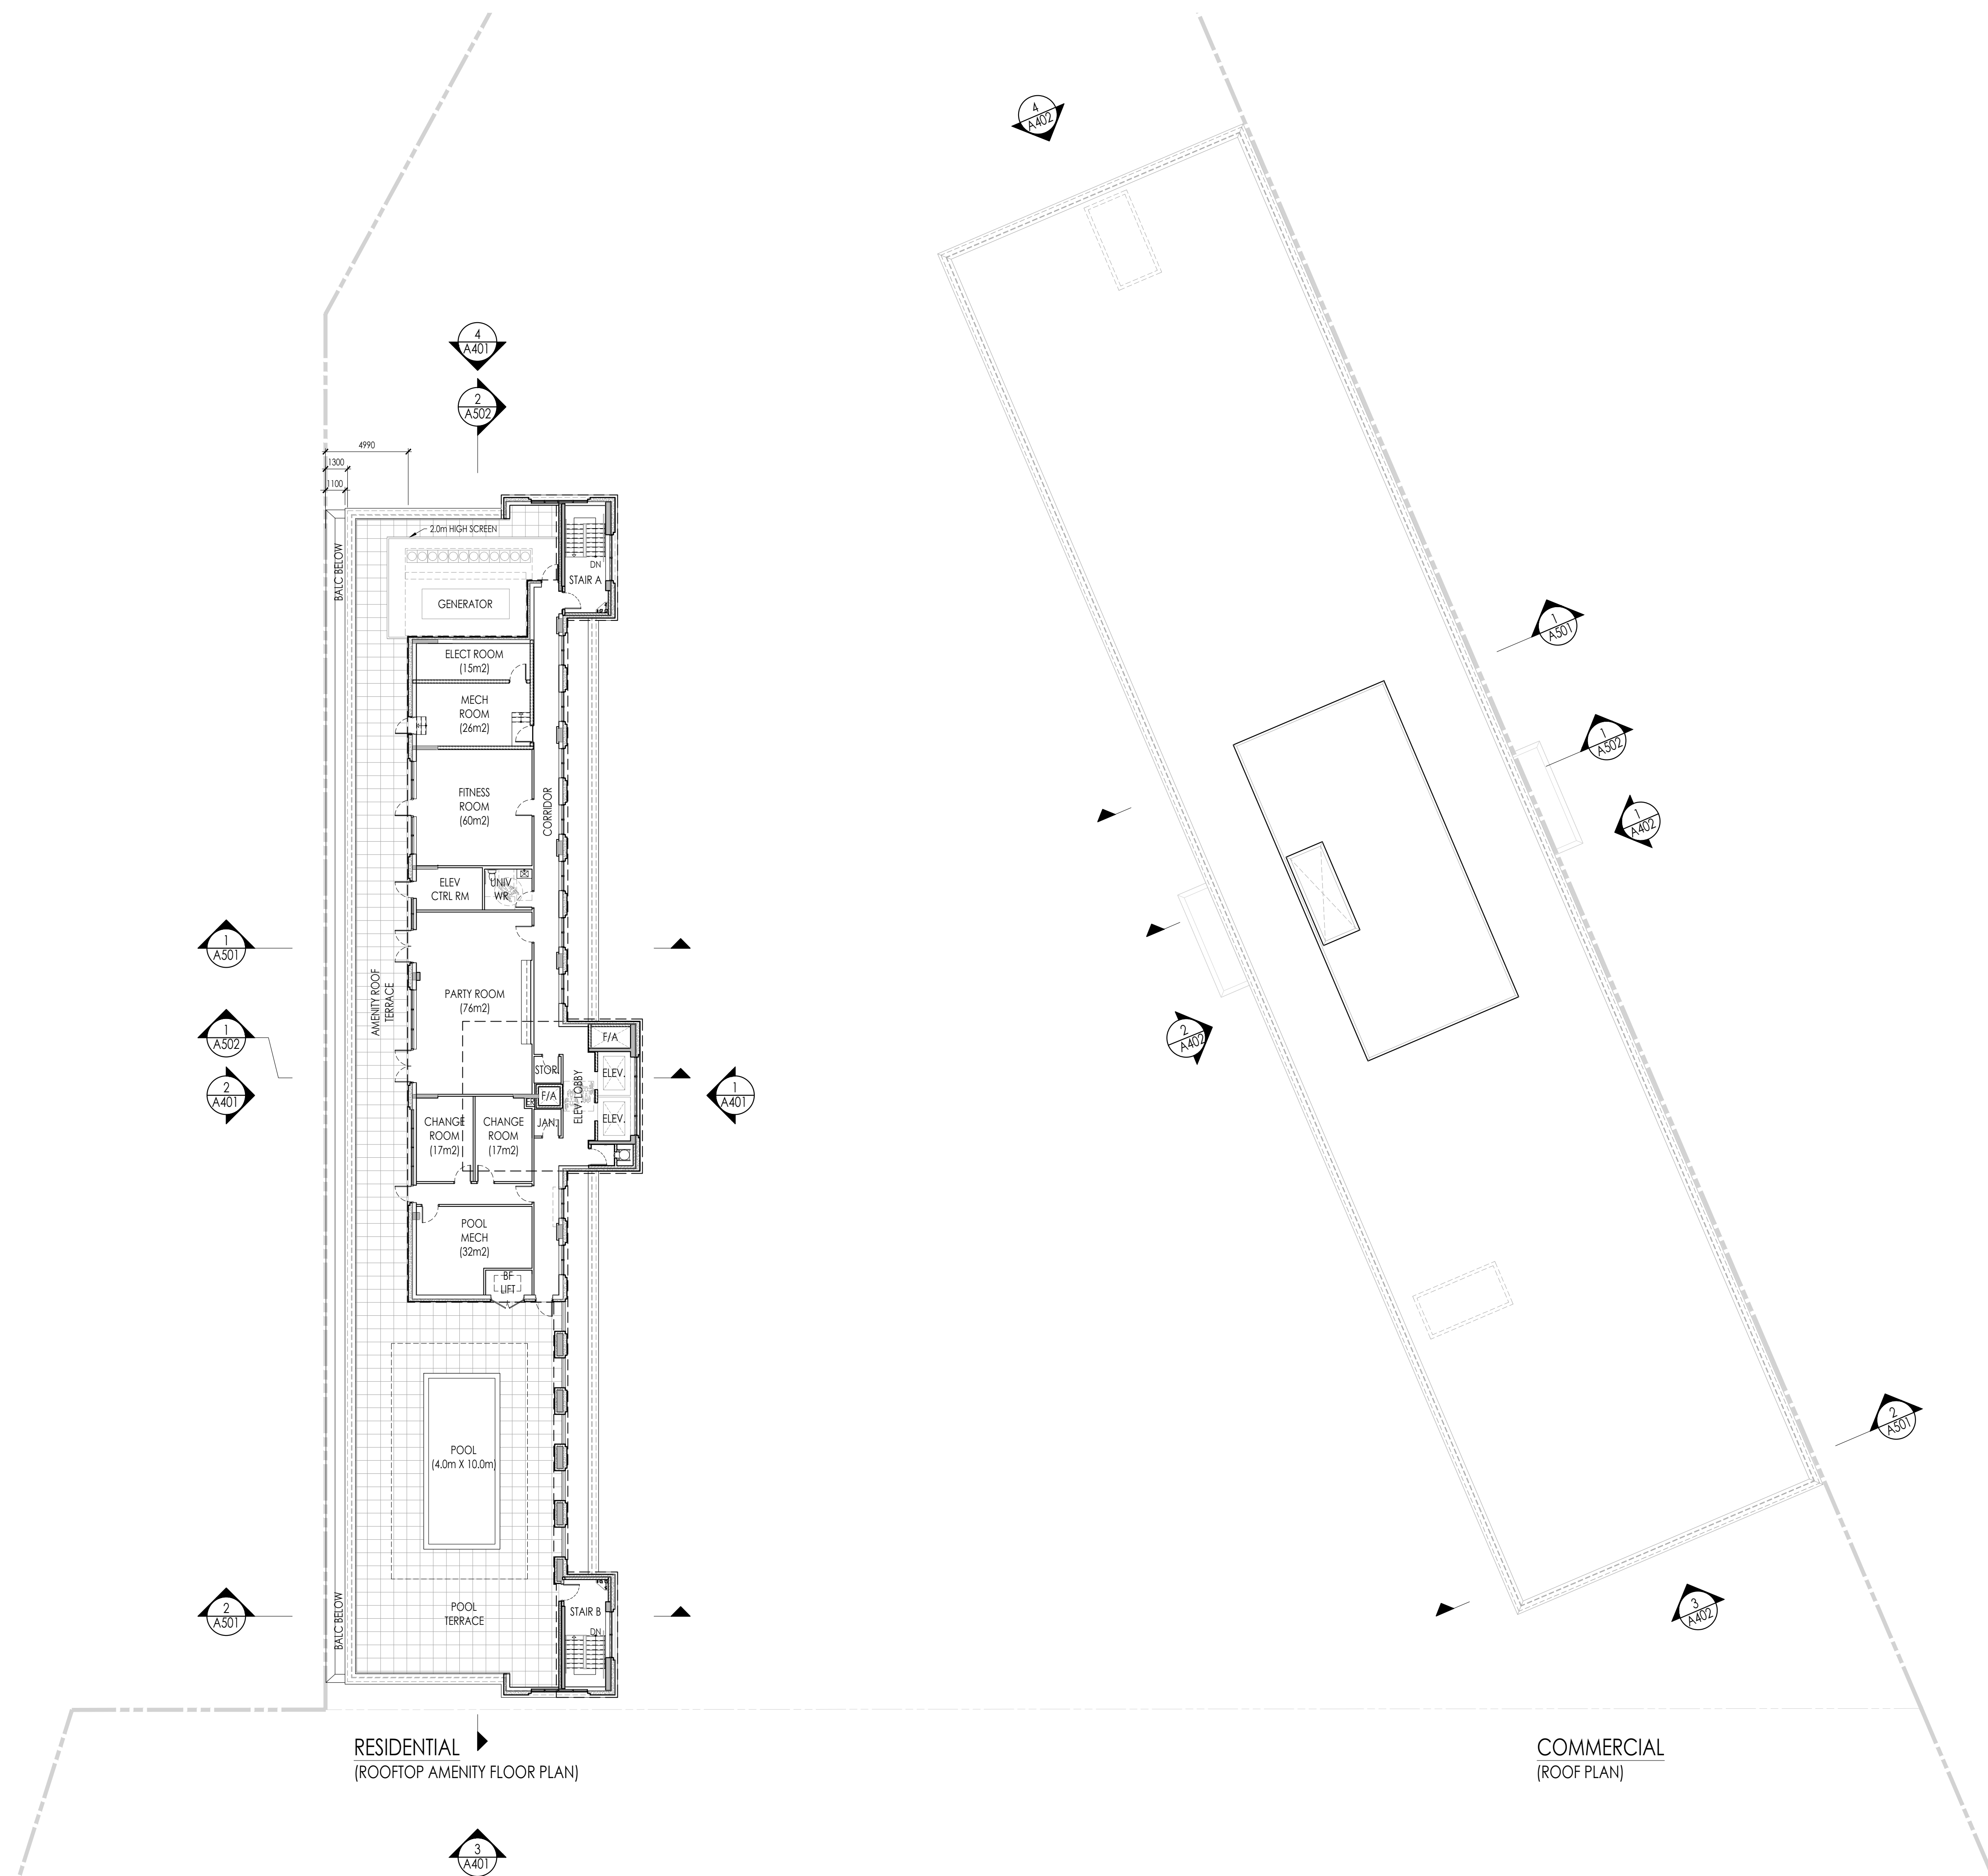 4
A402
4
A401
2
A502
4990
1300
1100
2.0m HIGH SCREEN
BALC BELOW
DN
STAIR A
GENERATOR
1
A501
ELECT ROOM
(15m2)
MECH
ROOM
(26m2)
1
A502
FITNESS
ROOM
(60m2)
CORRIDOR
1
A402
ELEV
CTRL RM
UNIV
WR
1
A501
AMENITY ROOF
TERRACE
PARTY ROOM
(76m2)
1
A502
F/A
2
A402
STOR.
ELEV.
ELEV. LOBBY
2
A401
F/A
1
A401
CHANGE
ROOM
(17m2)
CHANGE
ROOM
(17m2)
JAN.
ELEV.
POOL
MECH
(32m2)
BF
LIFT
2
A501
POOL
(4.0m X 10.0m)
2
A501
BALC BELOW
POOL
TERRACE
STAIR B
DN
3
A402
RESIDENTIAL
(ROOFTOP AMENITY FLOOR PLAN)
COMMERCIAL
(ROOF PLAN)
3
A401